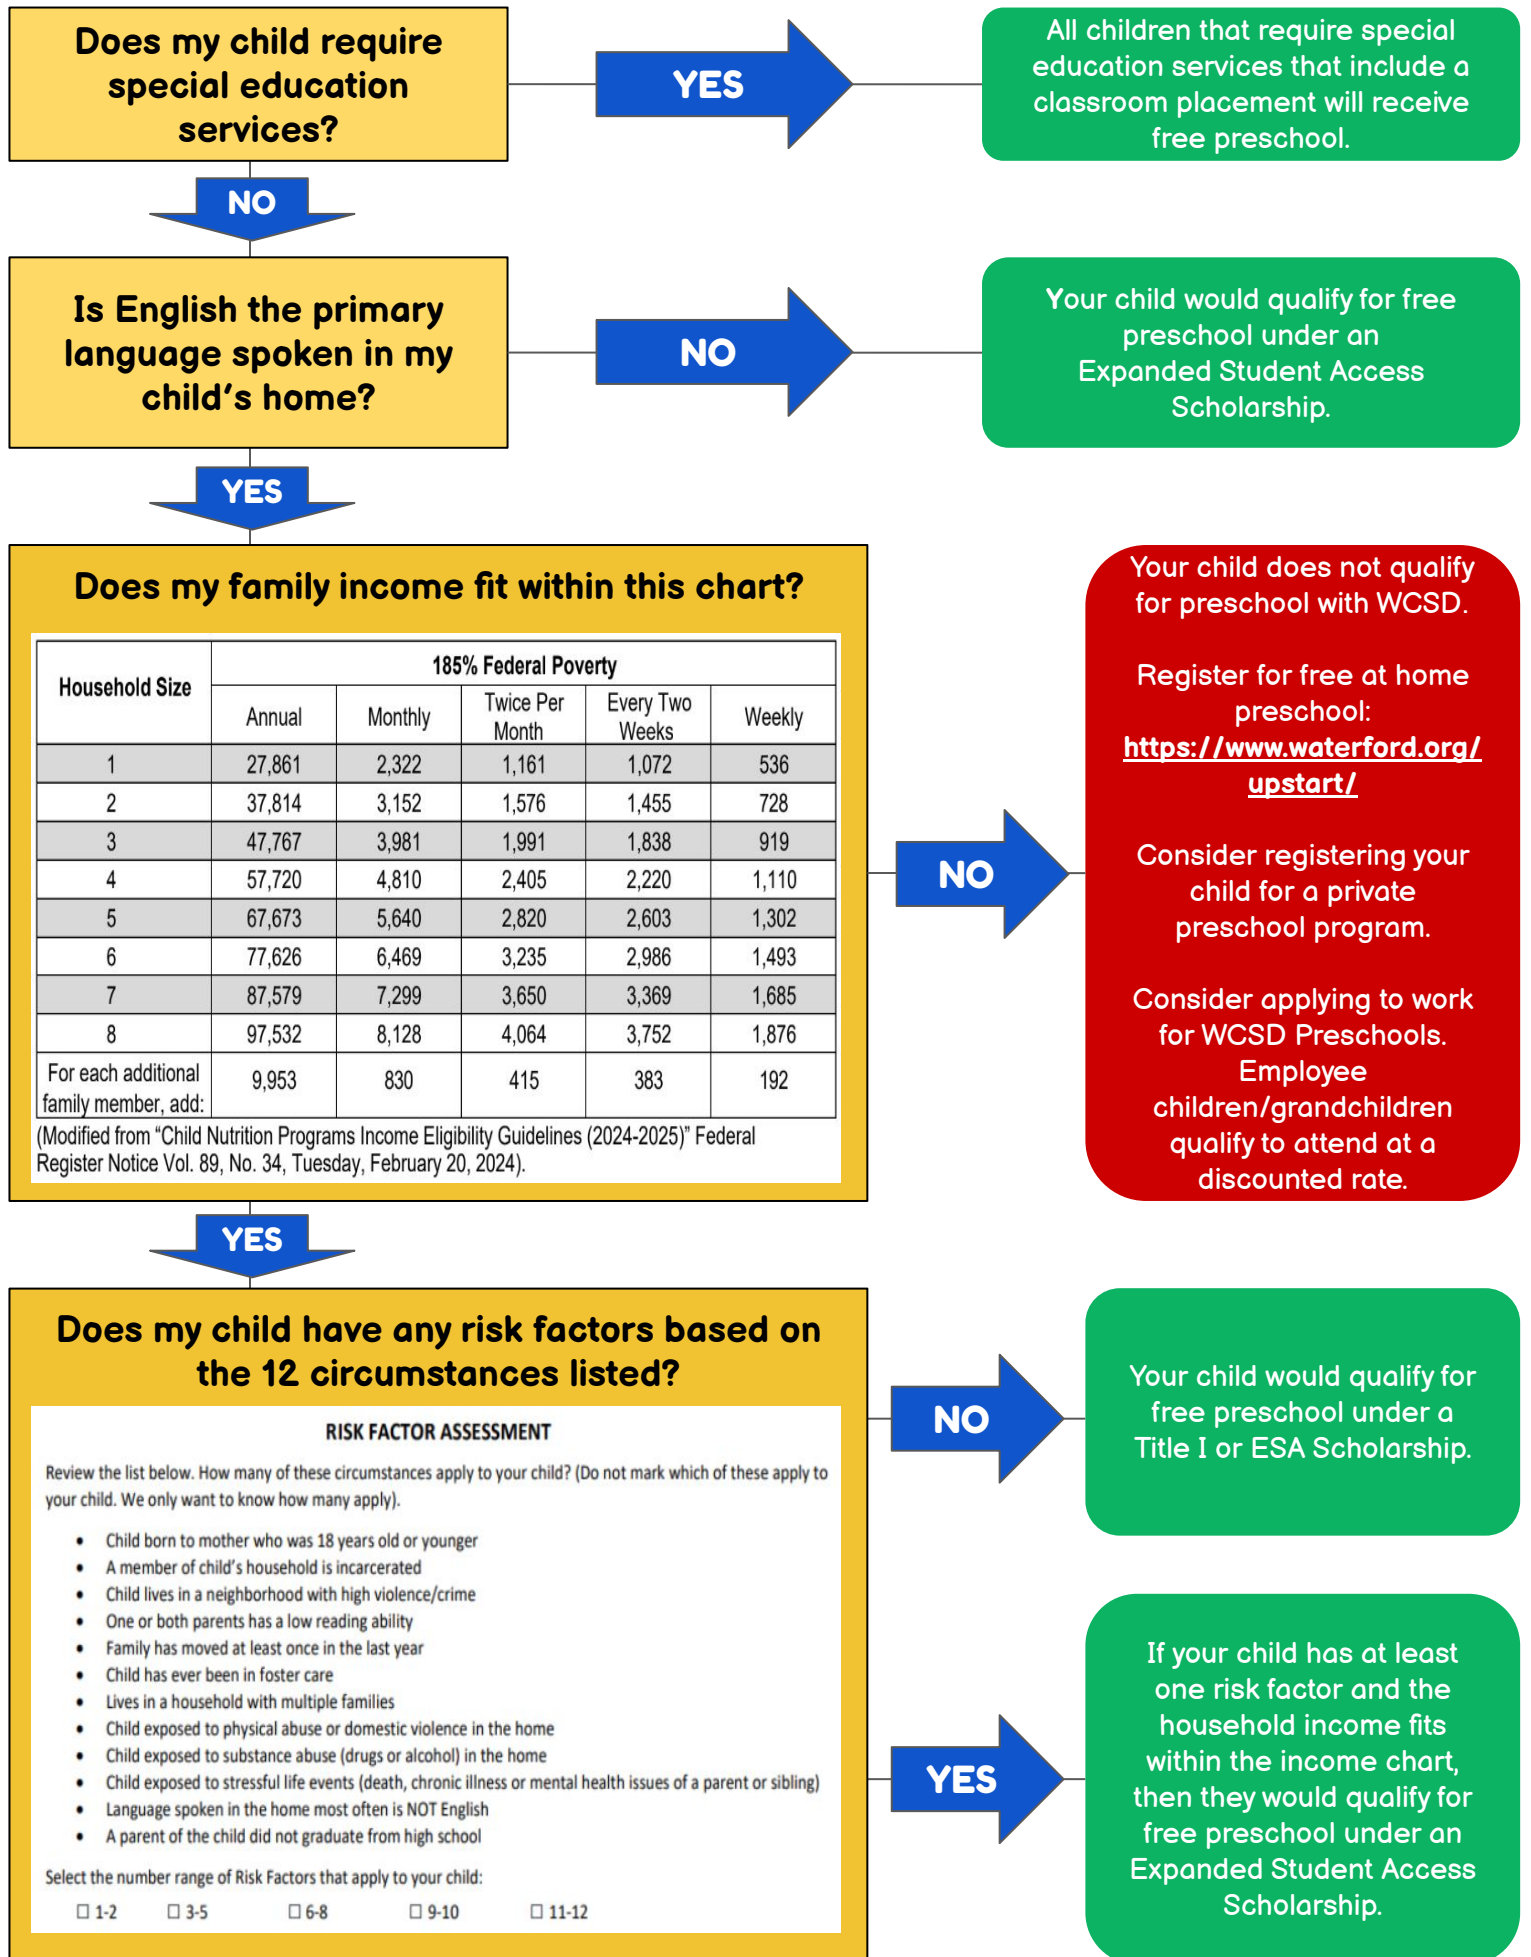 Does my child require
special education
services?
YES
All children that require special
education services that include a
classroom placement will receive
free preschool.
NO
Is English the primary
language spoken in my
child's home?
NO
Your child would qualify for free
preschool under an
Expanded Student Access
Scholarship.
YES
Does my family income fit within this chart?
Household Size
185% Federal Poverty
Annual Monthly Twice Per Month Every Two Weeks Weekly
1 27,861 2,322 1,161 1,072 536
2 37,814 3,152 1,576 1,455 728
3 47,767 3,981 1,991 1,838 919
4 57,720 4,810 2,405 2,220 1,110
5 67,673 5,640 2,820 2,603 1,302
6 77,626 6,469 3,235 2,986 1,493
7 87,579 7,299 3,650 3,369 1,685
8 97,532 8,128 4,064 3,752 1,876
For each additional
family member, add: 9,953 830 415 383 192
(Modified from “Child Nutrition Programs Income Eligibility Guidelines (2024-2025)” Federal
Register Notice Vol. 89, No. 34, Tuesday, February 20, 2024).
NO
Your child does not qualify
for preschool with WCSD.
Register for free at home
preschool:
https://www.waterford.org/
upstart/
Consider registering your
child for a private
preschool program.
Consider applying to work
for WCSD Preschools.
Employee
children/grandchildren
qualify to attend at a
discounted rate.
YES
Does my child have any risk factors based on
the 12 circumstances listed?
RISK FACTOR ASSESSMENT
Review the list below. How many of these circumstances apply to your child? (Do not mark which of these apply to
your child. We only want to know how many apply).
• Child born to mother who was 18 years old or younger
• A member of child's household is incarcerated
• Child lives in a neighborhood with high violence/crime
• One or both parents has a low reading ability
• Family has moved at least once in the last year
• Child has ever been in foster care
• Lives in a household with multiple families
• Child exposed to physical abuse or domestic violence in the home
• Child exposed to substance abuse (drugs or alcohol) in the home
• Child exposed to stressful life events (death, chronic illness or mental health issues of a parent or sibling)
• Language spoken in the home most often is NOT English
• A parent of the child did not graduate from high school
Select the number range of Risk Factors that apply to your child:
☐ 1-2 ☐ 3-5 ☐ 6-8 ☐ 9-10 ☐ 11-12
NO
Your child would qualify for
free preschool under a
Title I or ESA Scholarship.
YES
If your child has at least
one risk factor and the
household income fits
within the income chart,
then they would qualify for
free preschool under an
Expanded Student Access
Scholarship.